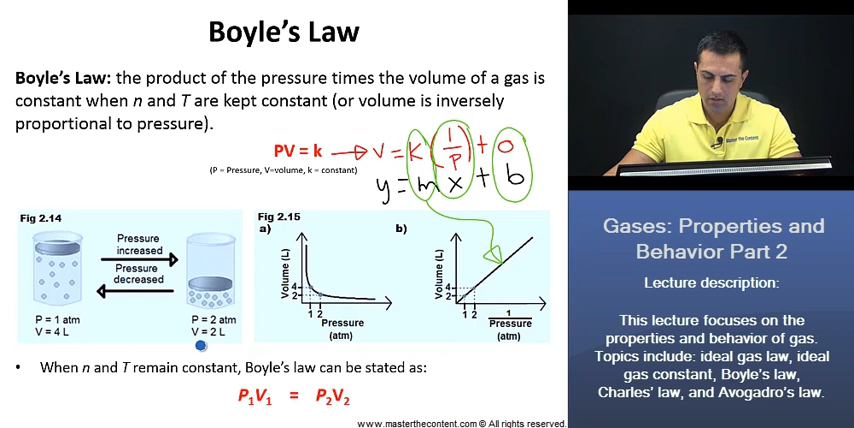 Boyle's Law
Boyle's Law: the product of the pressure times the volume of a gas is
constant when n and T are kept constant (or volume is inversely
proportional to pressure).
PV = k → V = K (1/P) + 0
(P = Pressure, V=volume, k = constant)
y = m x + b
Fig 2.14
Pressure
increased
Pressure
decreased
P = 1 atm
V = 4 L
P = 2 atm
V = 2 L
Fig 2.15
a)
Volume (L)
4
2
1 2
Pressure
(atm)
b)
Volume (L)
4
2
1 2
1
Pressure
(atm)
• When n and T remain constant, Boyle's law can be stated as:
P₁V₁ = P₂V₂
www.masterthecontent.com © All rights reserved.
Master The Content
Gases: Properties and
Behavior Part 2
Lecture description:
This lecture focuses on the
properties and behavior of gas.
Topics include: ideal gas law, ideal
gas constant, Boyle's law,
Charles' law, and Avogadro's law.